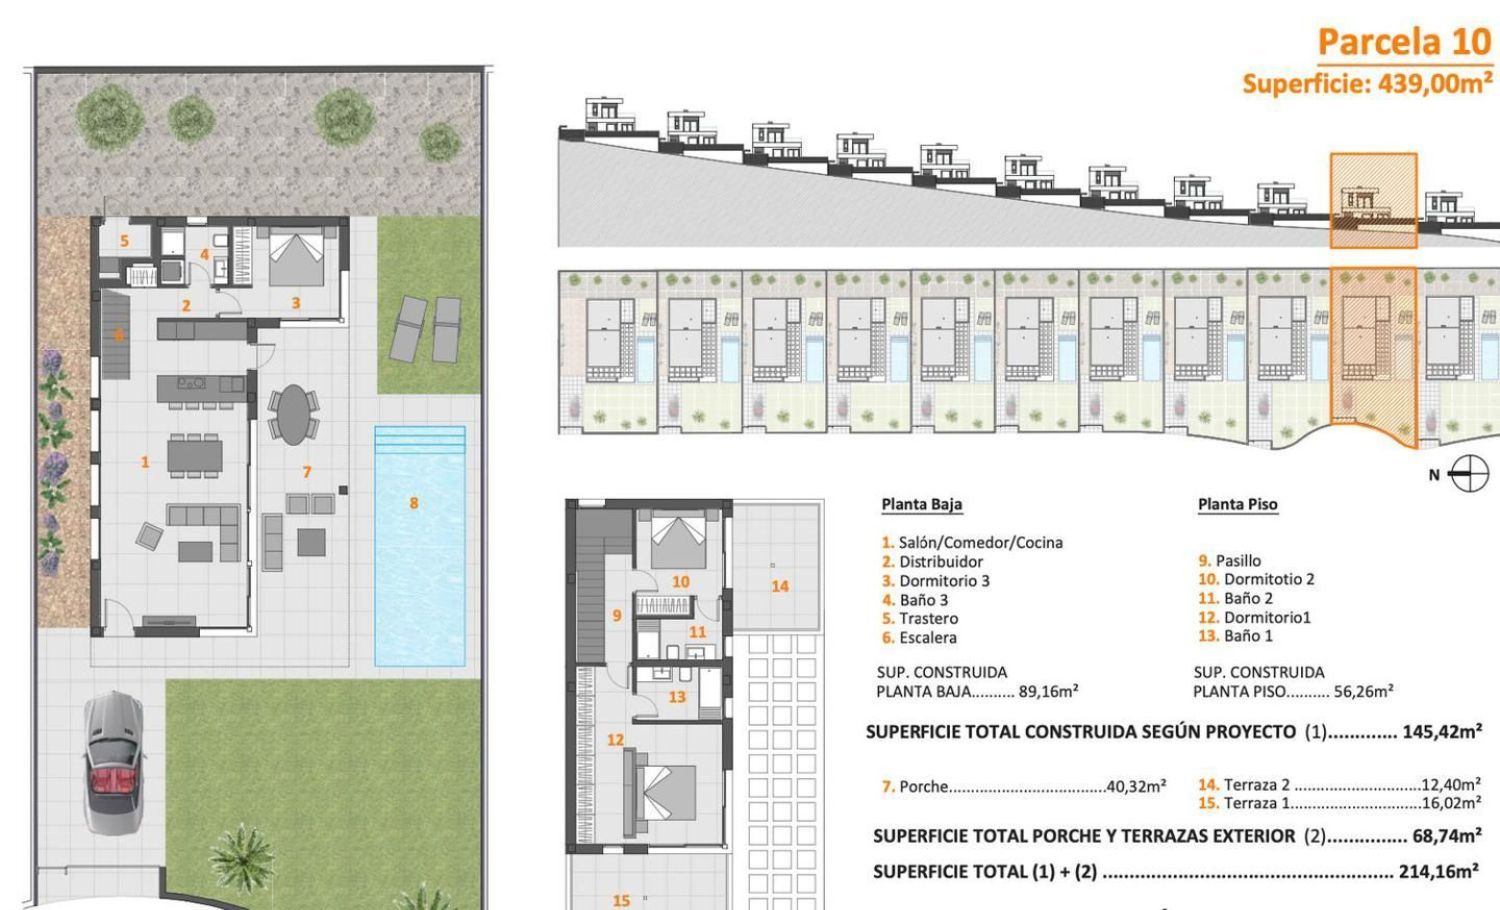 Parcela 10
Superficie: 439,00m²
5
4
2
3
6
1
7
8
N
10
14
9
11
13
12
15
Planta Baja
1. Salón/Comedor/Cocina
2. Distribuidor
3. Dormitorio 3
4. Baño 3
5. Trastero
6. Escalera
SUP. CONSTRUIDA
PLANTA BAJA.......... 89,16m²
Planta Piso
9. Pasillo
10. Dormitotio 2
11. Baño 2
12. Dormitorio1
13. Baño 1
SUP. CONSTRUIDA
PLANTA PISO.......... 56,26m²
SUPERFICIE TOTAL CONSTRUIDA SEGÚN PROYECTO (1)............. 145,42m²
7. Porche...................................40,32m²
14. Terraza 2 ............................12,40m²
15. Terraza 1.............................16,02m²
SUPERFICIE TOTAL PORCHE Y TERRAZAS EXTERIOR (2)............... 68,74m²
SUPERFICIE TOTAL (1) + (2) ...................................................... 214,16m²